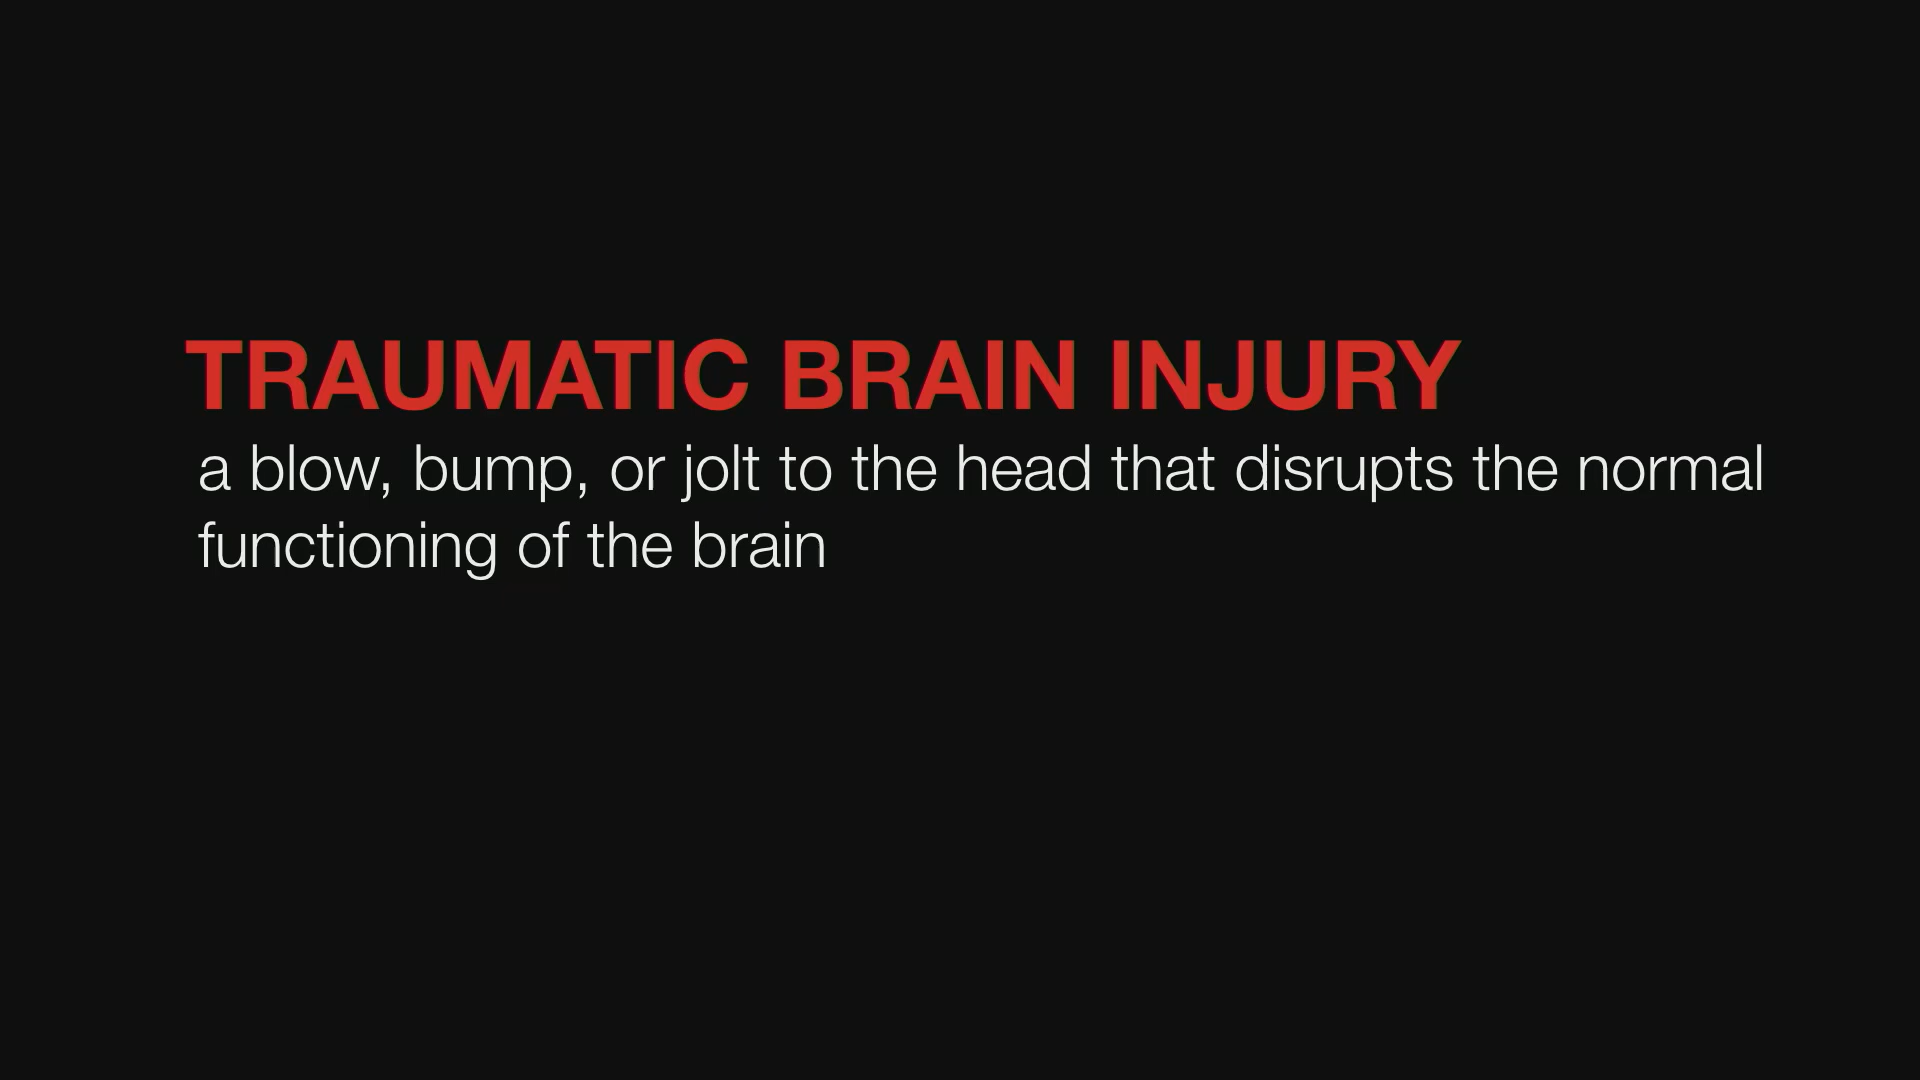 TRAUMATIC BRAIN INJURY
a blow, bump, or jolt to the head that disrupts the normal
functioning of the brain